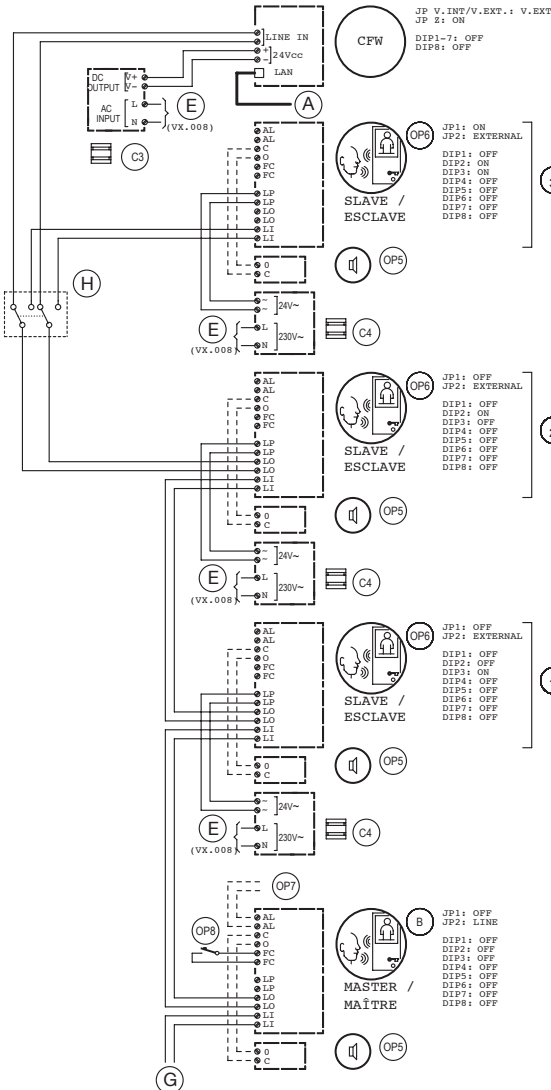 JP V.INT/V.EXT.: V.EXT
JP Z: ON
DIP1-7: OFF
DIP8: OFF
CFW
LINE IN
+
-
24Vcc
LAN
A
DC
OUTPUT
V+
V-
AC
INPUT
L
N
E
(VX.008)
C3
AL
AL
C
O
FC
FC
LP
LP
LO
LO
LI
LI
SLAVE /
ESCLAVE
OP6
JP1: ON
JP2: EXTERNAL
DIP1: OFF
DIP2: ON
DIP3: ON
DIP4: OFF
DIP5: OFF
DIP6: OFF
DIP7: OFF
DIP8: OFF
O
C
OP5
H
~
~
24V~
L
N
230V~
E
(VX.008)
C4
AL
AL
C
O
FC
FC
LP
LP
LO
LO
LI
LI
SLAVE /
ESCLAVE
OP6
JP1: OFF
JP2: EXTERNAL
DIP1: OFF
DIP2: ON
DIP3: OFF
DIP4: OFF
DIP5: OFF
DIP6: OFF
DIP7: OFF
DIP8: OFF
O
C
OP5
~
~
24V~
L
N
230V~
E
(VX.008)
C4
AL
AL
C
O
FC
FC
LP
LP
LO
LO
LI
LI
SLAVE /
ESCLAVE
OP6
JP1: OFF
JP2: EXTERNAL
DIP1: OFF
DIP2: OFF
DIP3: ON
DIP4: OFF
DIP5: OFF
DIP6: OFF
DIP7: OFF
DIP8: OFF
O
C
OP5
~
~
24V~
L
N
230V~
E
(VX.008)
C4
OP7
OP8
AL
AL
C
O
FC
FC
LP
LP
LO
LO
LI
LI
MASTER /
MAÎTRE
B
JP1: OFF
JP2: LINE
DIP1: OFF
DIP2: OFF
DIP3: OFF
DIP4: OFF
DIP5: OFF
DIP6: OFF
DIP7: OFF
DIP8: OFF
O
C
OP5
G